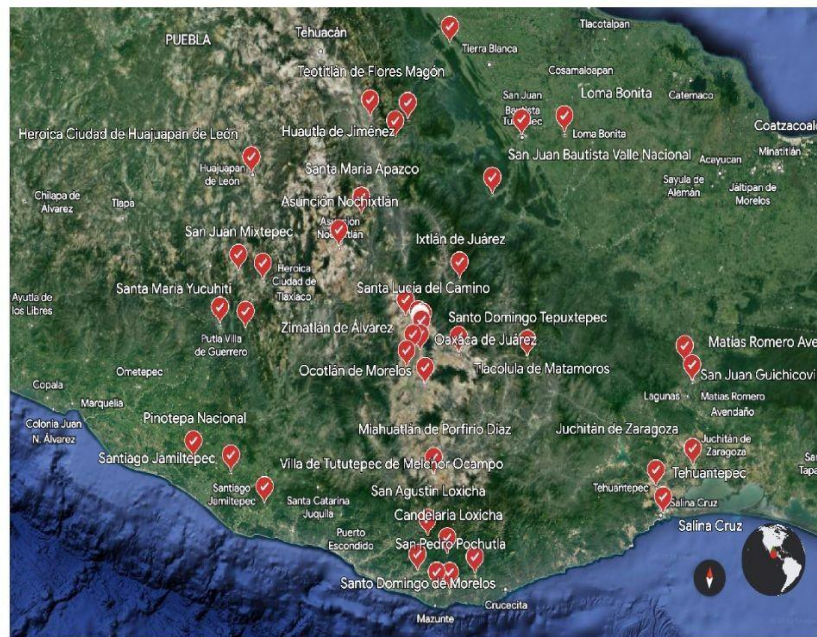 Tlacotalpan
PUEBLA
Tehuacán
Tierra Blanca
Teotitlán de Flores Magón
Cosamaloapan
Loma Bonita
Catemaco
San Juan
Bautista
Heroica Ciudad de Huajuapan de León
Huautla de Jiménez
Loma Bonita
Coatzacoal
Minatitlán
San Juan Bautista Valle Nacional
Acayucan
Huajuapan
de León
Santa María Apazco
Sayula de
Alemán
Jáltipan de
Morelos
Chilapa de
Álvarez
Tlapa
Asunción Nochixtlán
Asunción
San Juan Mixtepec
Ixtlán de Juárez
Heroica
Ciudad de
Tlaxiaco
Santa María Yucuhiti
Santa Lucía del Camino
Ayutla de
los Libres
Santo Domingo Tepuxtepec
Zimatlán de Álvarez
Putla Villa
de Guerrero
Oaxaca de Juárez
Matías Romero Ave
Ometepec
Ocotlán de Morelos
Tlacolula de Matamoros
San Juan Guichicovi
Copala
Lagunas
Matías Romero
Avendaño
Marquelia
Colonia Juan
N. Álvarez
Pinotepa Nacional
Miahuatlán de Porfirio Díaz
Juchitán de Zaragoza
Juchitán de
Zaragoza
Santiago Jamiltepec
Villa de Tututepec de Melchor Ocampo
San
Tapa
Tehuantepec
Tehuantepec
Santiago
Jamiltepec
Santa Catarina
Juquila
San Agustín Loxicha
Salina Cruz
Candelaria Loxicha
Salina Cruz
Puerto
Escondido
San Pedro Pochutla
Santo Domingo de Morelos
Crucecita
Mazunte